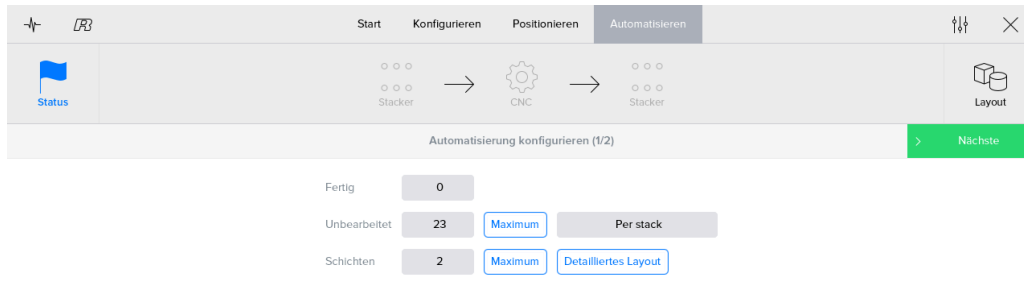 Start Konfigurieren Positionieren Automatisieren
Status Stacker CNC Stacker Layout
Automatisierung konfigurieren (1/2) Nächste
Fertig 0
Unbearbeitet 23 Maximum Per stack
Schichten 2 Maximum Detailliertes Layout